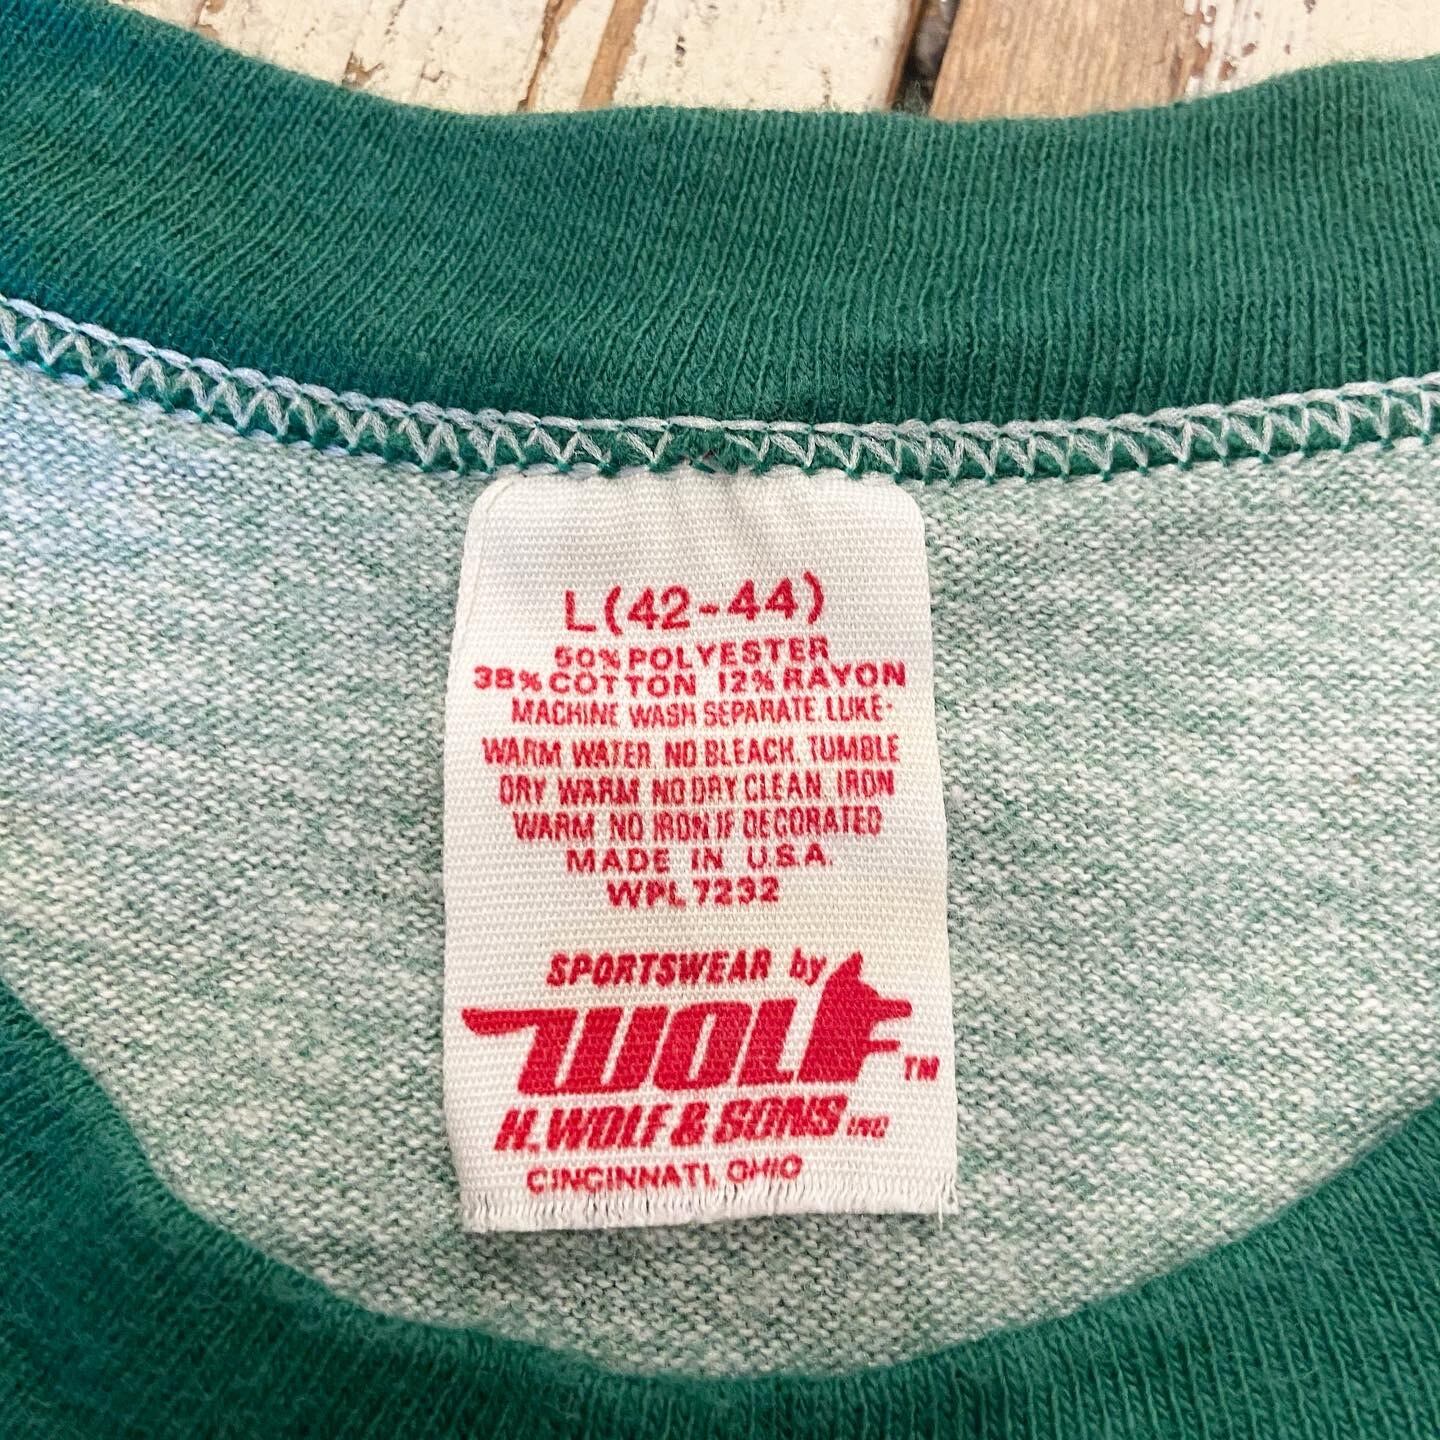 L (42-44)
50% POLYESTER
38% COTTON 12% RAYON
MACHINE WASH SEPARATE. LUKE-
WARM WATER. NO BLEACH. TUMBLE
DRY WARM NO DRY CLEAN. IRON
WARM. NO IRON IF DECORATED
MADE IN U.S.A.
WPL 7232
SPORTSWEAR by
WOLF TM
H. WOLF & SONS INC
CINCINNATI, OHIO